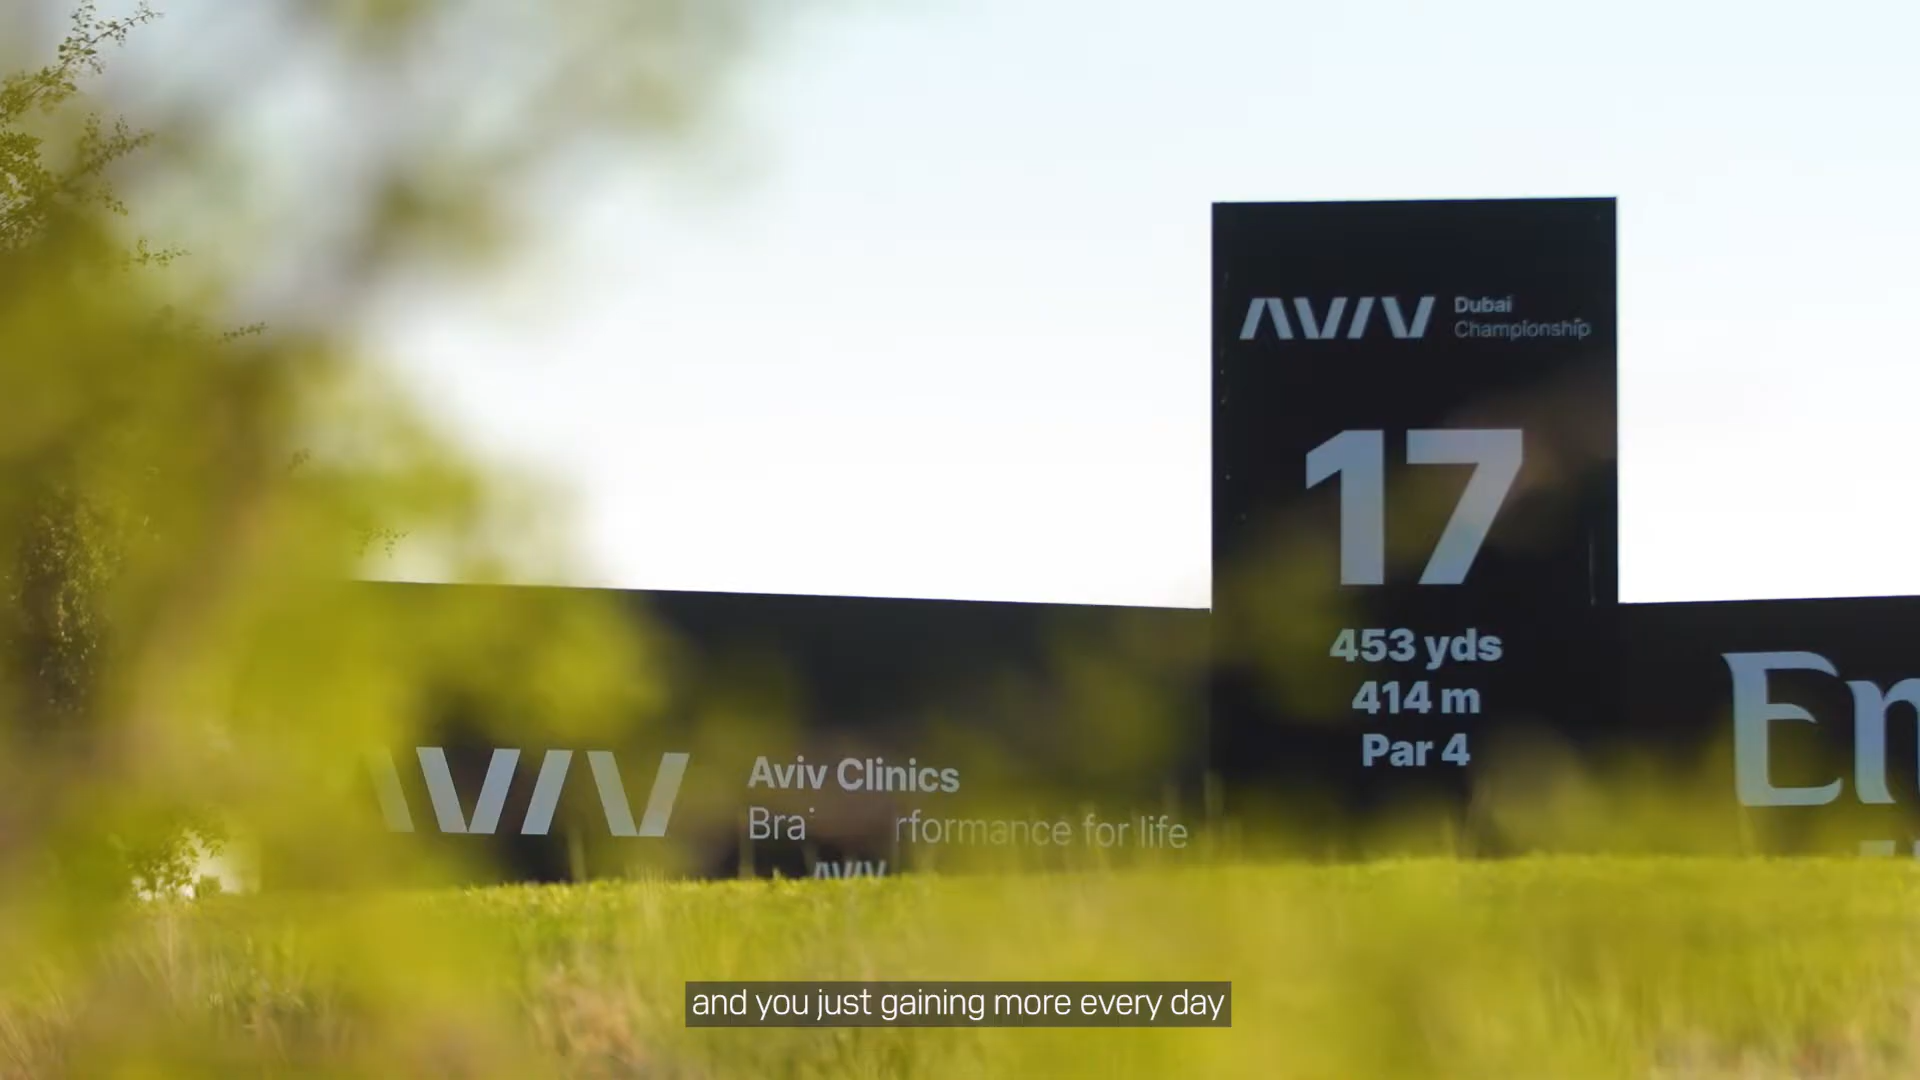 AVIV Dubai
Championship
17
453 yds
414 m
Par 4
AVIV Aviv Clinics
for life
AVIV
and you just gaining more every day